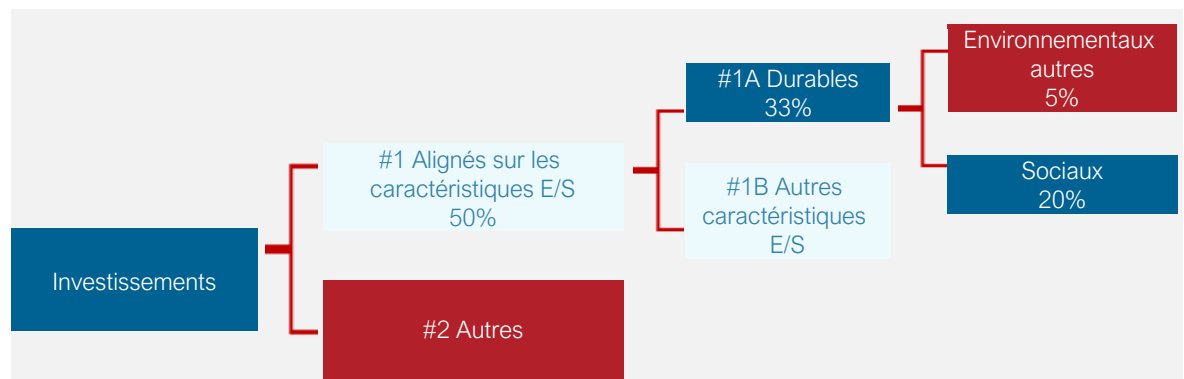 Investissements
#1 Alignés sur les
caractéristiques E/S
50%
#2 Autres
#1A Durables
33%
#1B Autres
caractéristiques
E/S
Environnementaux
autres
5%
Sociaux
20%